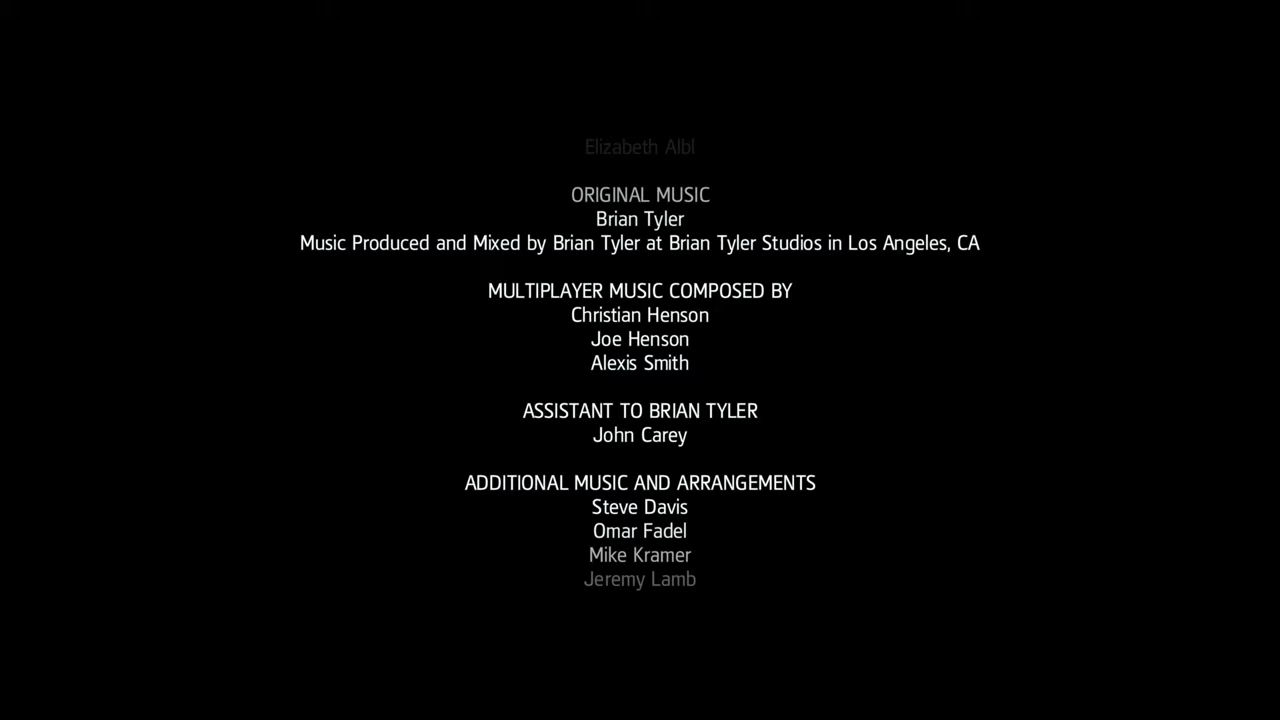 Elizabeth Albl
ORIGINAL MUSIC
Brian Tyler
Music Produced and Mixed by Brian Tyler at Brian Tyler Studios in Los Angeles, CA
MULTIPLAYER MUSIC COMPOSED BY
Christian Henson
Joe Henson
Alexis Smith
ASSISTANT TO BRIAN TYLER
John Carey
ADDITIONAL MUSIC AND ARRANGEMENTS
Steve Davis
Omar Fadel
Mike Kramer
Jeremy Lamb